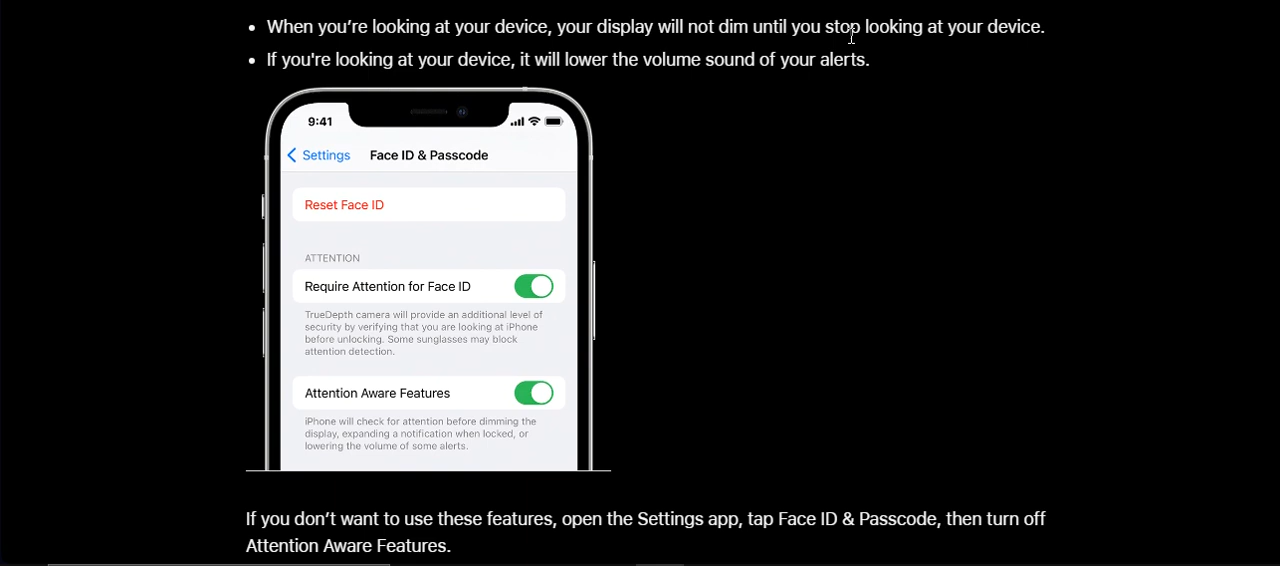 When you’re looking at your device, your display will not dim until you stop looking at your device.
If you're looking at your device, it will lower the volume sound of your alerts.
9:41
Settings
Face ID & Passcode
Reset Face ID
ATTENTION
Require Attention for Face ID
TrueDepth camera will provide an additional level of
security by verifying that you are looking at iPhone
before unlocking. Some sunglasses may block
attention detection.
Attention Aware Features
iPhone will check for attention before dimming the
display, expanding a notification when locked, or
lowering the volume of some alerts.
If you don’t want to use these features, open the Settings app, tap Face ID & Passcode, then turn off
Attention Aware Features.